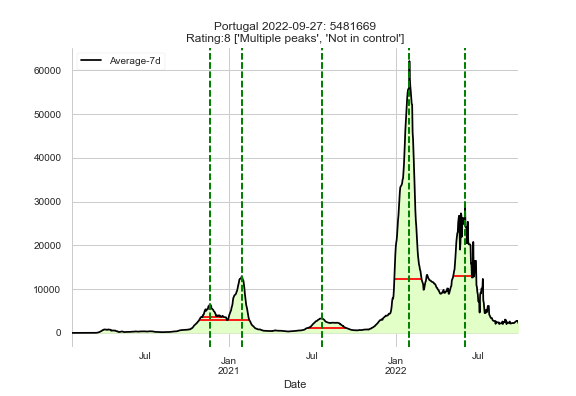 Portugal 2022-09-27: 5481669
Rating:8 ['Multiple peaks', 'Not in control']
Average-7d
60000
50000
40000
30000
20000
10000
0
Jul
Jan
2021
Jul
Jan
2022
Jul
Date